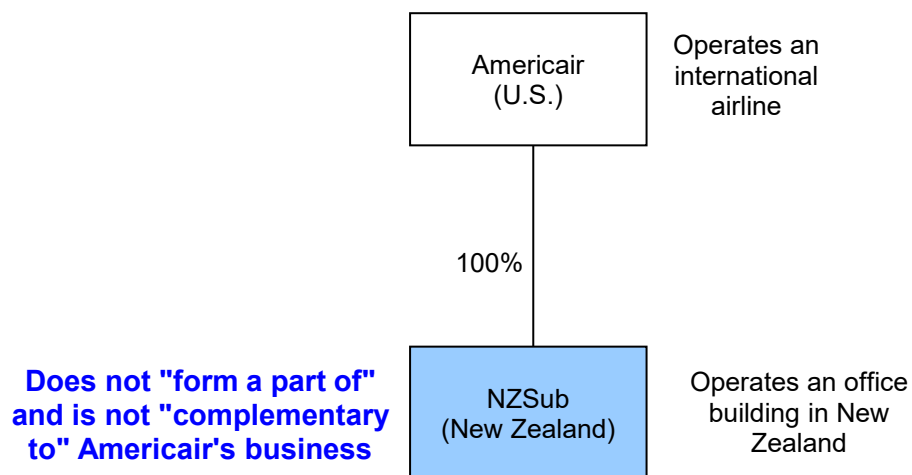 Americair
(U.S.)
Operates an
international
airline
100%
Does not "form a part of"
and is not "complementary
to" Americair's business
NZSub
(New Zealand)
Operates an office
building in New
Zealand